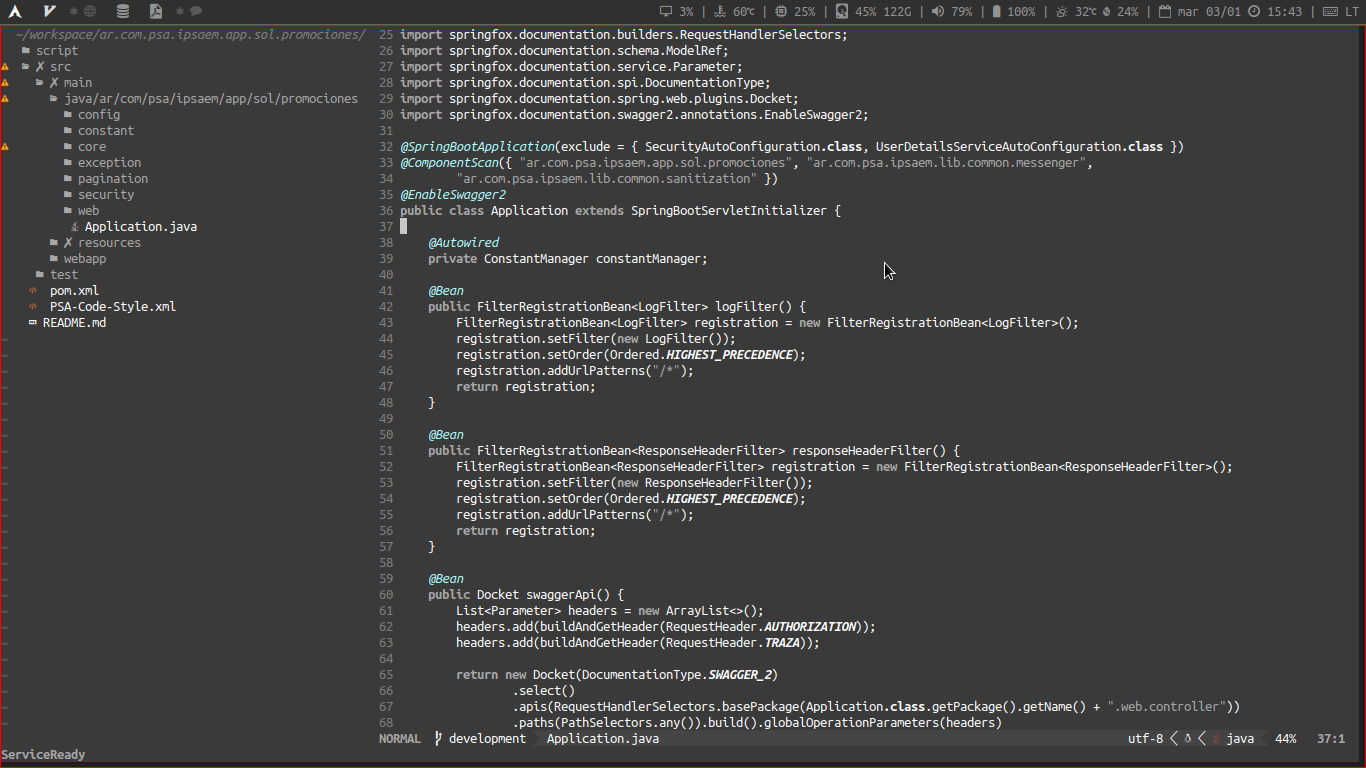 3% | 60℃ | 25% | 45% 122G | 79% | 100% | 32℃ 24% | mar 03/01 15:43 | LT
~/workspace/ar.com.psa.ipsaem.app.sol.promociones/
script
✗ src
✗ main
java/ar/com/psa/ipsaem/app/sol/promociones
config
constant
core
exception
pagination
security
web
Application.java
✗ resources
webapp
test
pom.xml
PSA-Code-Style.xml
README.md
25 import springfox.documentation.builders.RequestHandlerSelectors;
26 import springfox.documentation.schema.ModelRef;
27 import springfox.documentation.service.Parameter;
28 import springfox.documentation.spi.DocumentationType;
29 import springfox.documentation.spring.web.plugins.Docket;
30 import springfox.documentation.swagger2.annotations.EnableSwagger2;
31
32 @SpringBootApplication(exclude = { SecurityAutoConfiguration.class, UserDetailsServiceAutoConfiguration.class })
33 @ComponentScan({ "ar.com.psa.ipsaem.app.sol.promociones", "ar.com.psa.ipsaem.lib.common.messenger",
34         "ar.com.psa.ipsaem.lib.common.sanitization" })
35 @EnableSwagger2
36 public class Application extends SpringBootServletInitializer {
37
38     @Autowired
39     private ConstantManager constantManager;
40
41     @Bean
42     public FilterRegistrationBean<LogFilter> logFilter() {
43         FilterRegistrationBean<LogFilter> registration = new FilterRegistrationBean<LogFilter>();
44         registration.setFilter(new LogFilter());
45         registration.setOrder(Ordered.HIGHEST_PRECEDENCE);
46         registration.addUrlPatterns("/*");
47         return registration;
48     }
49
50     @Bean
51     public FilterRegistrationBean<ResponseHeaderFilter> responseHeaderFilter() {
52         FilterRegistrationBean<ResponseHeaderFilter> registration = new FilterRegistrationBean<ResponseHeaderFilter>();
53         registration.setFilter(new ResponseHeaderFilter());
54         registration.setOrder(Ordered.HIGHEST_PRECEDENCE);
55         registration.addUrlPatterns("/*");
56         return registration;
57     }
58
59     @Bean
60     public Docket swaggerApi() {
61         List<Parameter> headers = new ArrayList<>();
62         headers.add(buildAndGetHeader(RequestHeader.AUTHORIZATION));
63         headers.add(buildAndGetHeader(RequestHeader.TRAZA));
64
65         return new Docket(DocumentationType.SWAGGER_2)
66                 .select()
67                 .apis(RequestHandlerSelectors.basePackage(Application.class.getPackage().getName() + ".web.controller"))
68                 .paths(PathSelectors.any()).build().globalOperationParameters(headers)
NORMAL development Application.java utf-8 java 44% 37:1
ServiceReady